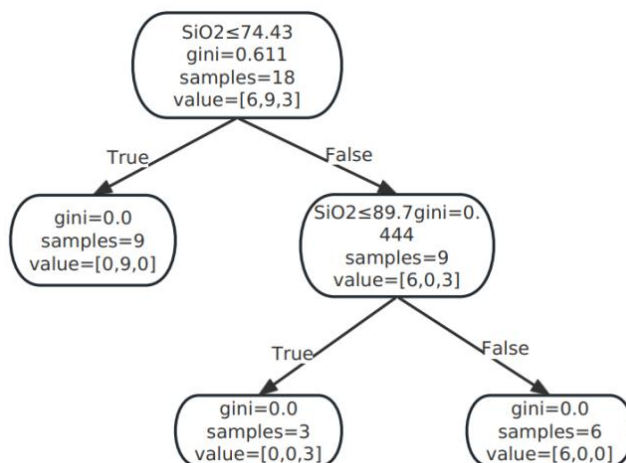 SiO2≤74.43
gini=0.611
samples=18
value=[6,9,3]
True
False
gini=0.0
samples=9
value=[0,9,0]
SiO2≤89.7gini=0.
444
samples=9
value=[6,0,3]
True
False
gini=0.0
samples=3
value=[0,0,3]
gini=0.0
samples=6
value=[6,0,0]